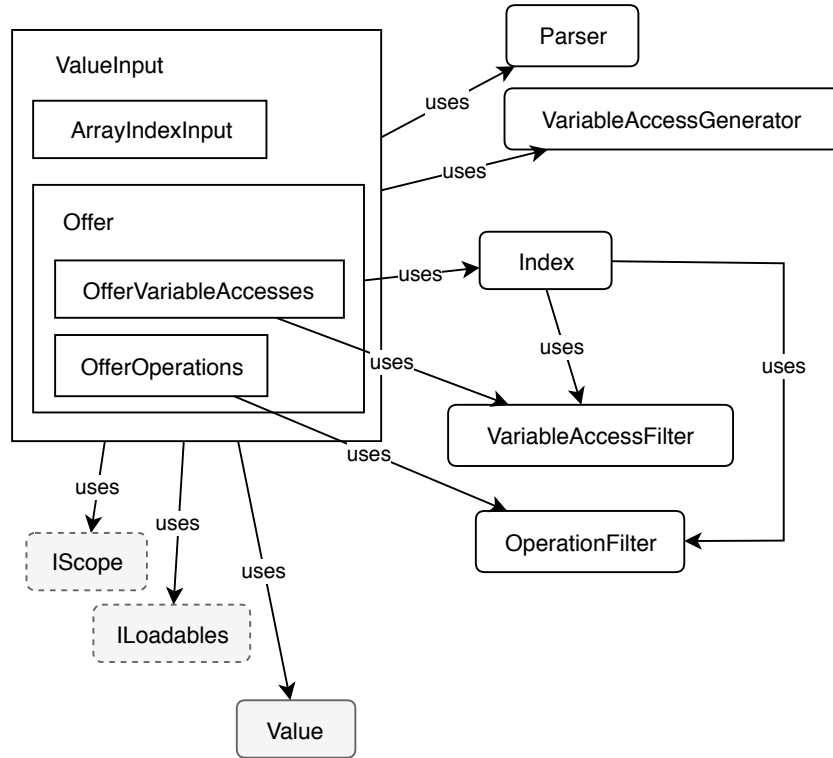 ValueInput
ArrayIndexInput
Offer
OfferVariableAccesses
OfferOperations
Parser
uses
VariableAccessGenerator
uses
Index
uses
uses
uses
uses
VariableAccessFilter
uses
OperationFilter
uses
IScope
uses
ILoadables
uses
Value